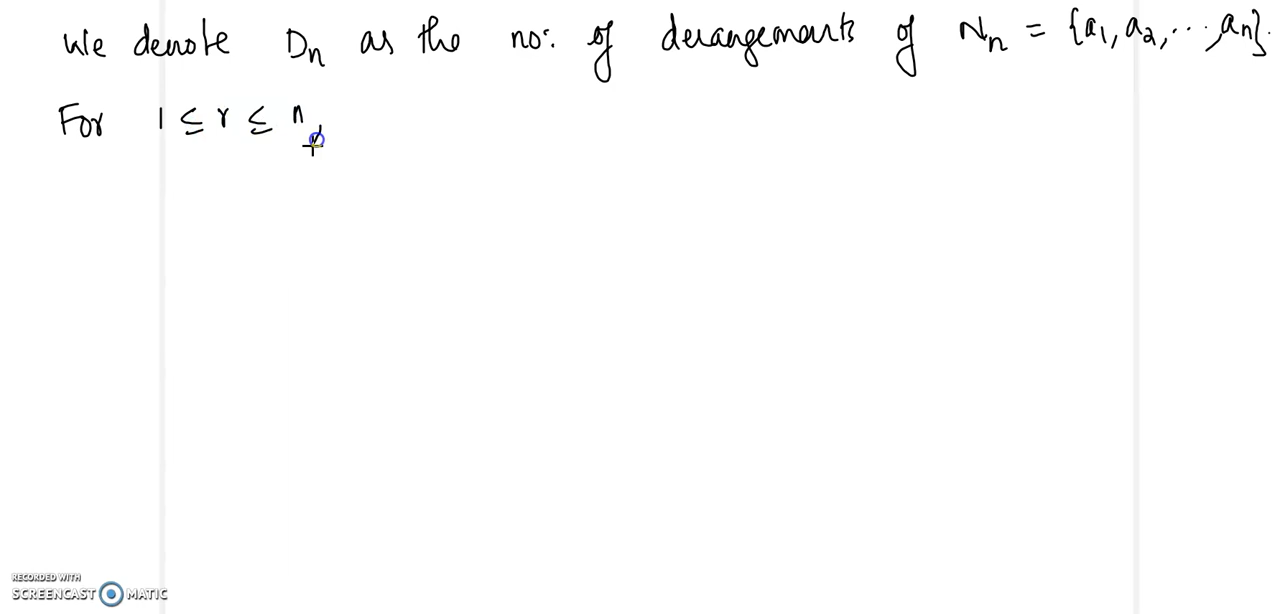 We denote Dn as the no: of derangements of Nn = {a1, a2, ..., an}.
For 1 ≤ r ≤ n,
RECORDED WITH
SCREENCAST MATIC